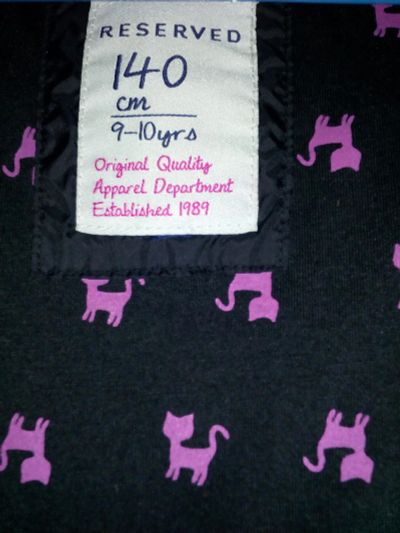 RESERVED
140
cm
9-10yrs
Original Quality
Apparel Department
Established 1989